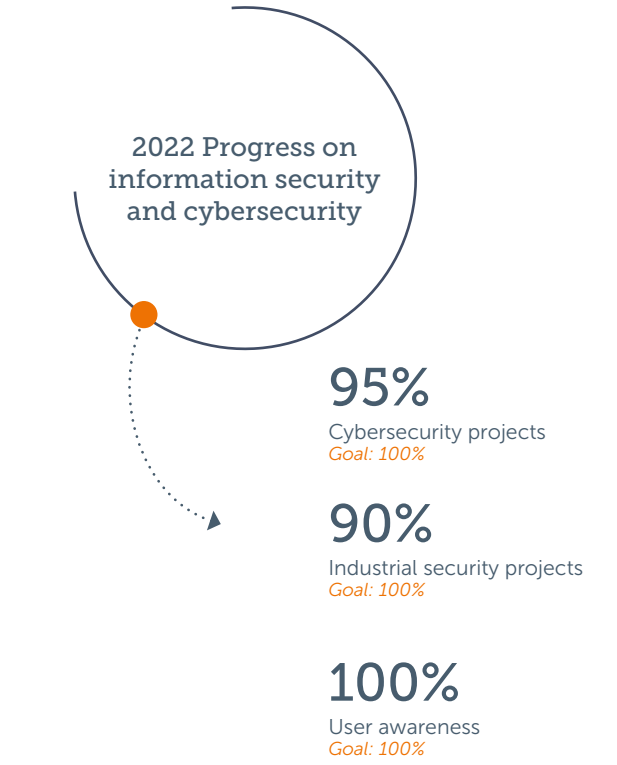 2022 Progress on
information security
and cybersecurity
95%
Cybersecurity projects
Goal: 100%
90%
Industrial security projects
Goal: 100%
100%
User awareness
Goal: 100%